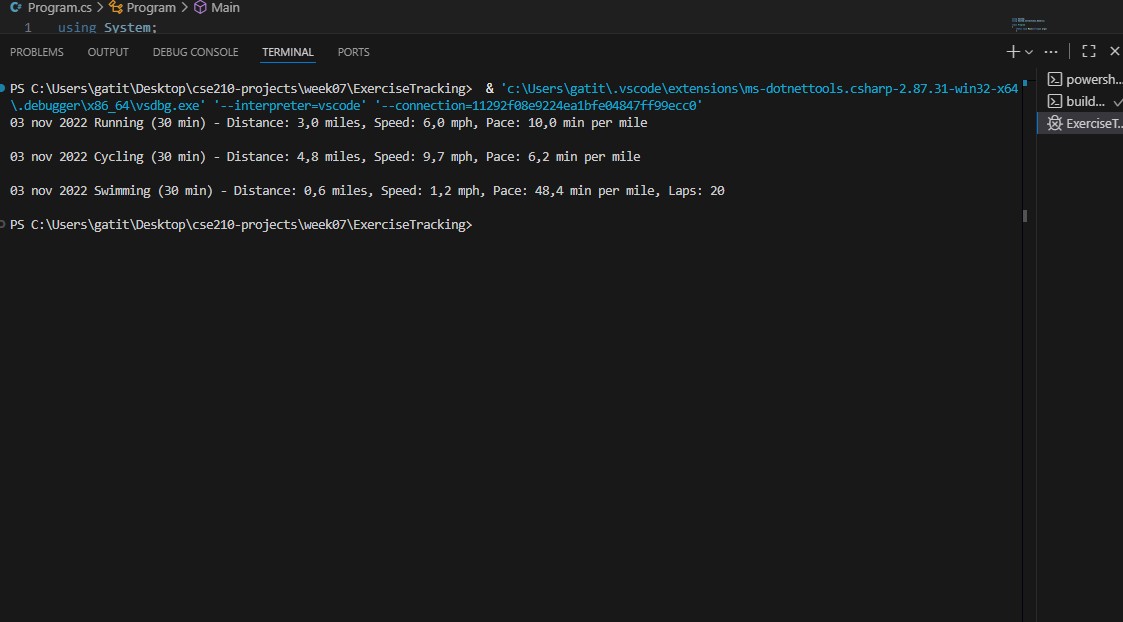 Program.cs > Program > Main
1 using System;
PROBLEMS OUTPUT DEBUG CONSOLE TERMINAL PORTS
PS C:\Users\gatit\Desktop\cse210-projects\week07\ExerciseTracking>  & 'c:\Users\gatit\.vscode\extensions\ms-dotnettools.csharp-2.87.31-win32-x64
\.debugger\x86_64\vsdbg.exe' '--interpreter=vscode' '--connection=11292f08e9224ea1bfe04847ff99ecc0'
03 nov 2022 Running (30 min) - Distance: 3,0 miles, Speed: 6,0 mph, Pace: 10,0 min per mile
03 nov 2022 Cycling (30 min) - Distance: 4,8 miles, Speed: 9,7 mph, Pace: 6,2 min per mile
03 nov 2022 Swimming (30 min) - Distance: 0,6 miles, Speed: 1,2 mph, Pace: 48,4 min per mile, Laps: 20
PS C:\Users\gatit\Desktop\cse210-projects\week07\ExerciseTracking>
powersh...
build...
ExerciseT...